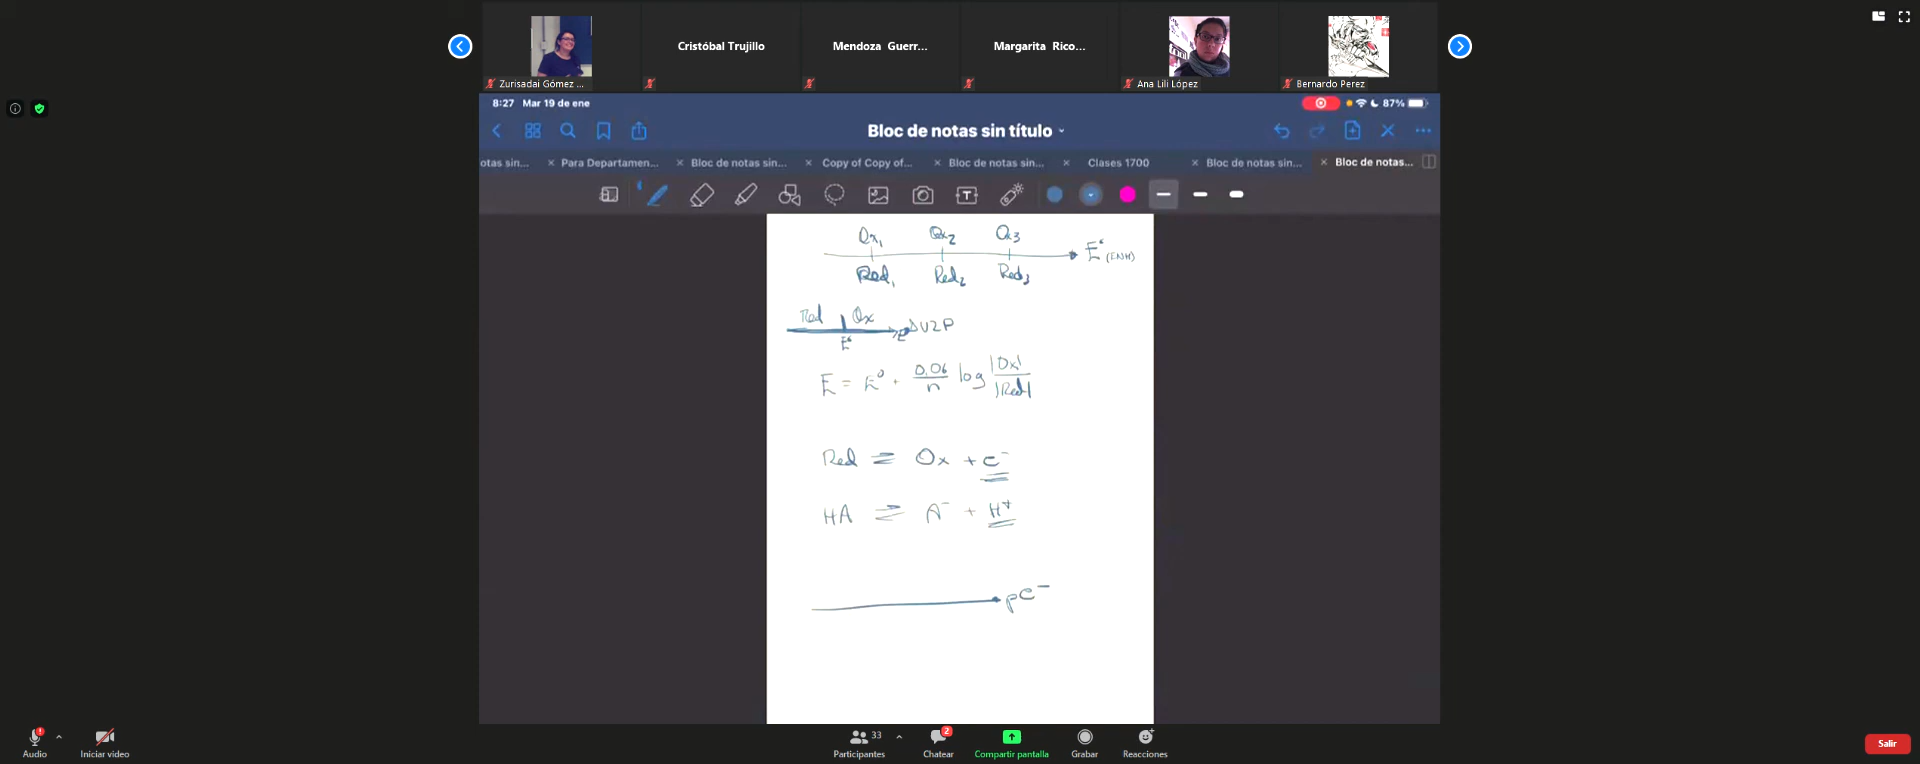 Zurisadai Gómez ...
Cristóbal Trujillo
Mendoza Guerr...
Margarita Rico...
Ana Lili López
Bernardo Perez
8:27 Mar 19 de ene
87%
Bloc de notas sin título
otas sin...
Para Departamen...
Bloc de notas sin...
Copy of Copy of...
Bloc de notas sin...
Clases 1700
Bloc de notas sin...
Bloc de notas...
Ox₁ Ox₂ Ox₃
E° (ENH)
Red₁ Red₂ Red₃
Red Ox
DUZP
E°
E = E° + 0.06/n log |Ox|/|Red|
Red ⇌ Ox + e⁻
HA ⇌ A⁻ + H⁺
pe⁻
Audio
Iniciar video
33
Participantes
2
Chatear
Compartir pantalla
Grabar
Reacciones
Salir